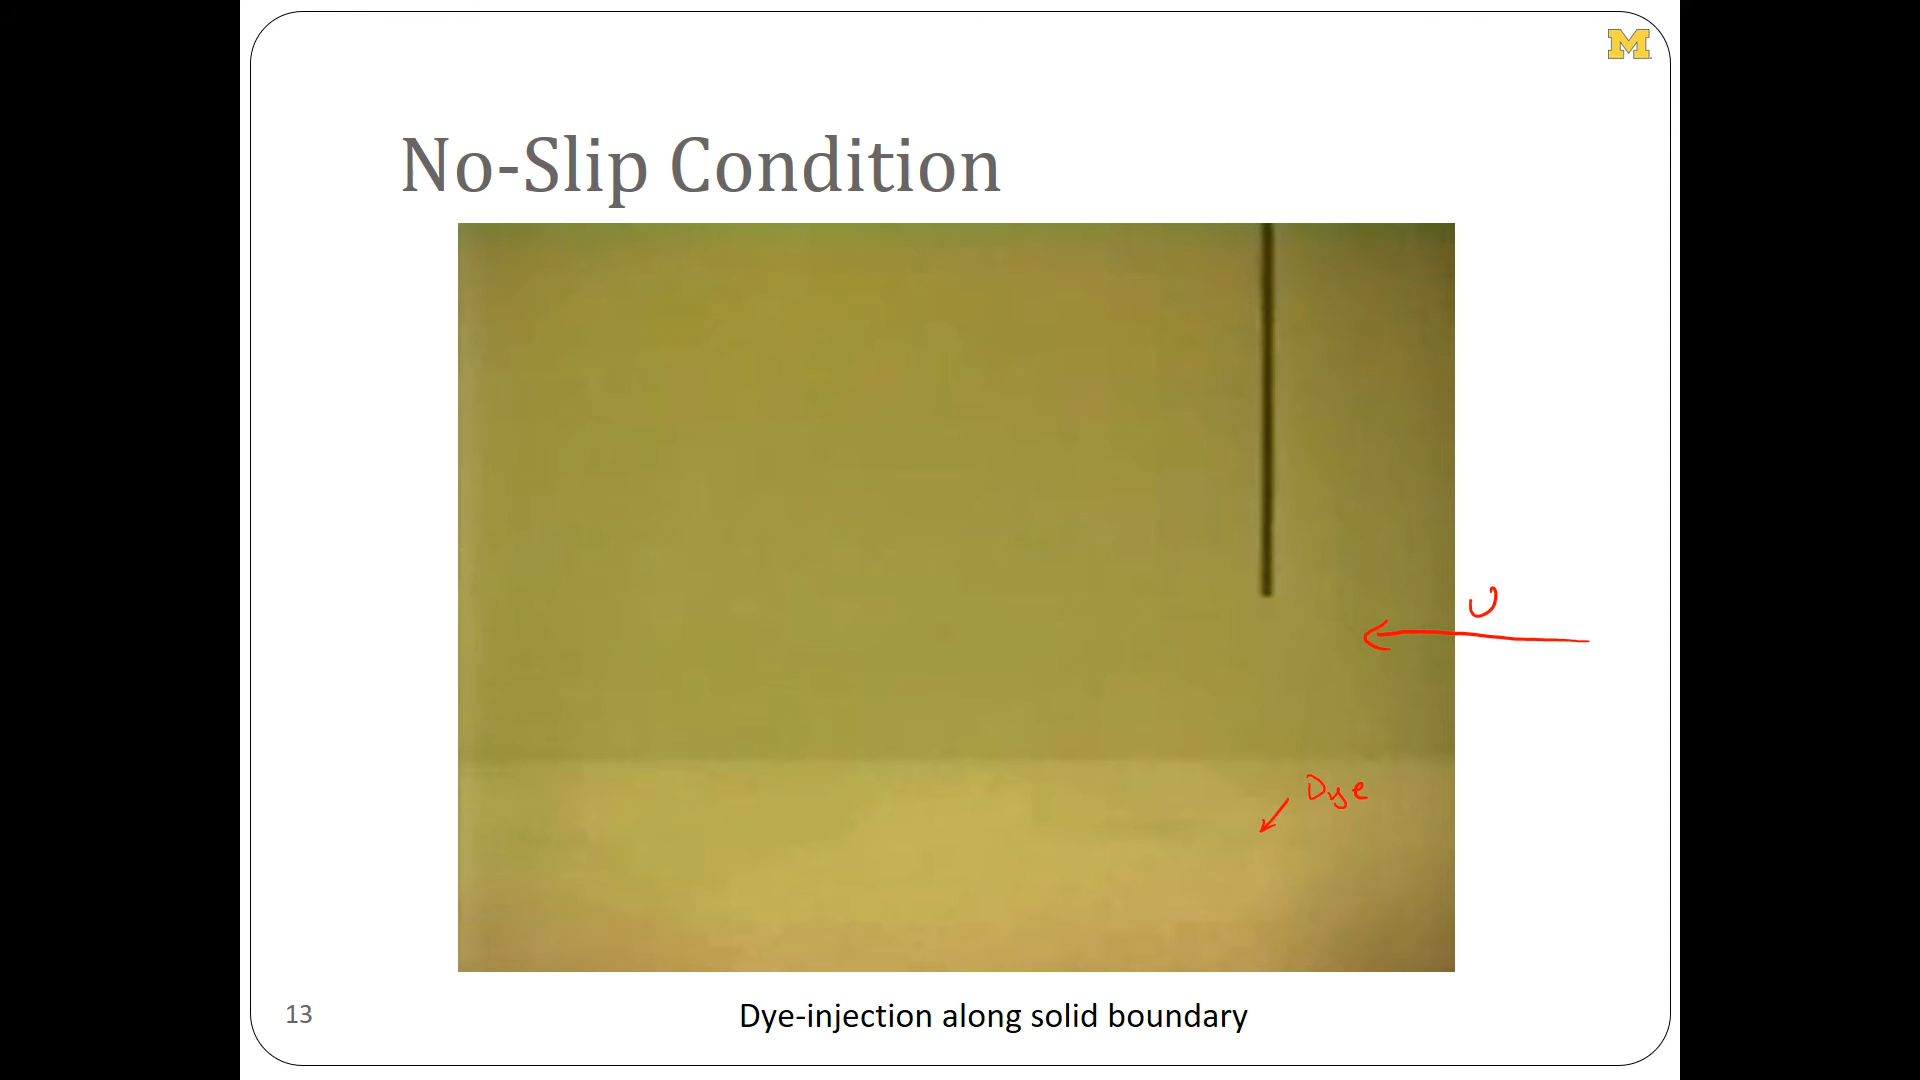 M
No-Slip Condition
U
Dye
13
Dye-injection along solid boundary